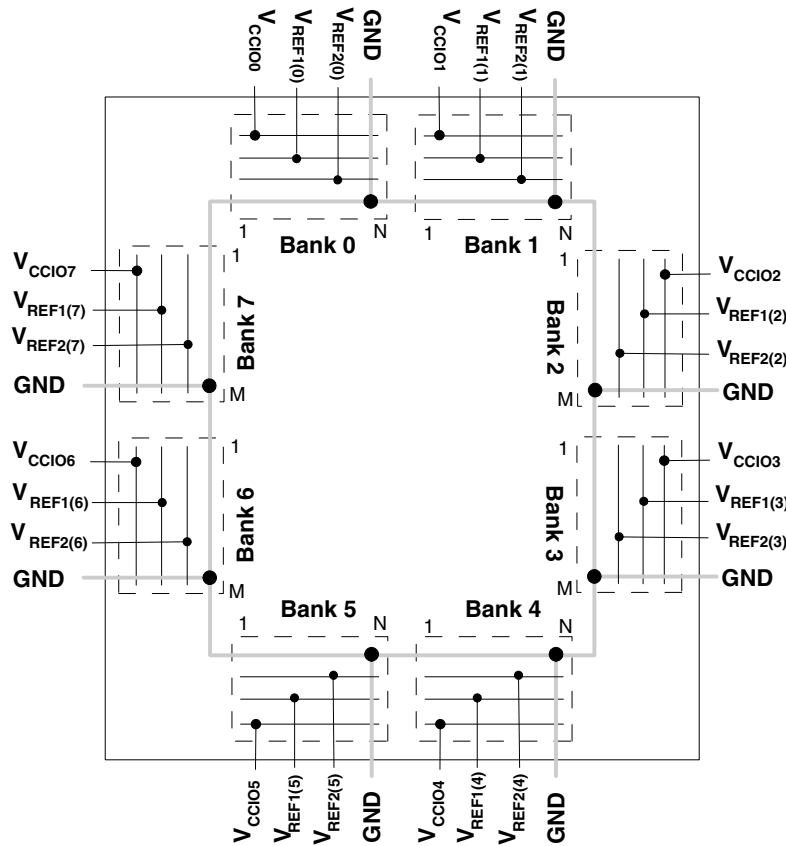 VCCIO0
VREF1(0)
VREF2(0)
GND
VCCIO1
VREF1(1)
VREF2(1)
GND
1 N
Bank 0
1 N
Bank 1
VCCIO7
VREF1(7)
VREF2(7)
GND
1
Bank 7
M
1
Bank 2
M
VCCIO2
VREF1(2)
VREF2(2)
GND
VCCIO6
VREF1(6)
VREF2(6)
GND
1
Bank 6
M
1
Bank 3
M
VCCIO3
VREF1(3)
VREF2(3)
GND
Bank 5
1 N
Bank 4
1 N
VCCIO5
VREF1(5)
VREF2(5)
GND
VCCIO4
VREF1(4)
VREF2(4)
GND